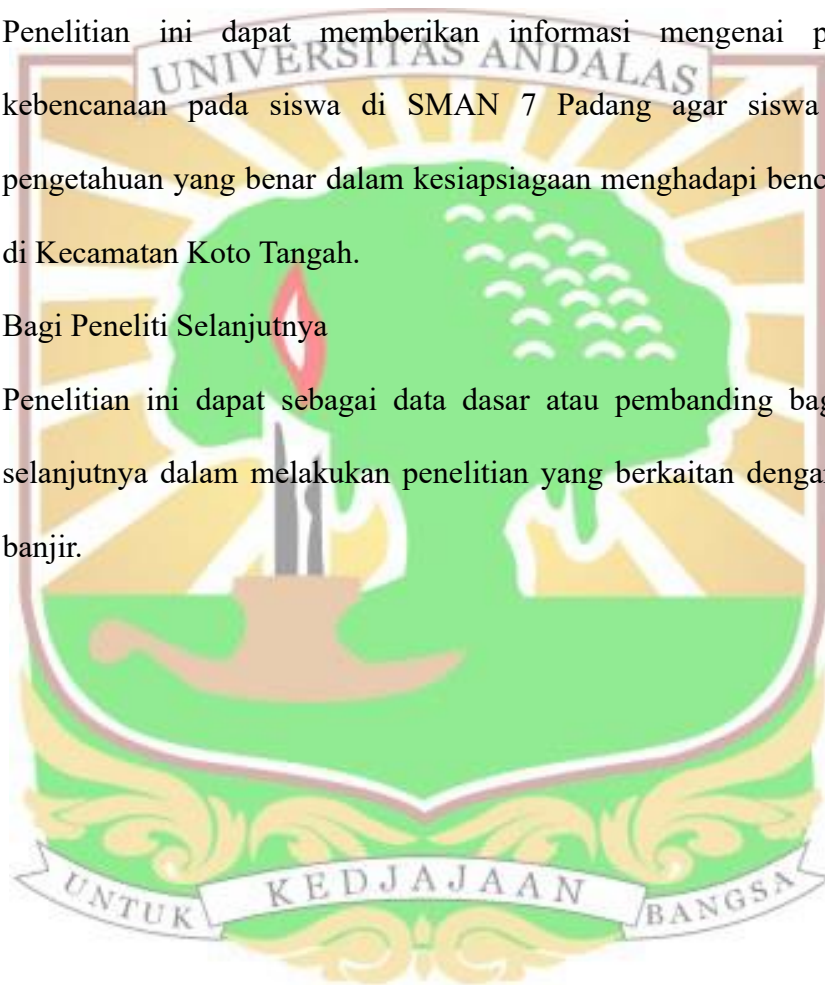 Penelitian ini dapat memberikan informasi mengenai
UNIVERSITAS ANDALAS
kebencanaan pada siswa di SMAN 7 Padang agar siswa
pengetahuan yang benar dalam kesiapsiagaan menghadapi
di Kecamatan Koto Tangah.
Bagi Peneliti Selanjutnya
Penelitian ini dapat sebagai data dasar atau pembanding
selanjutnya dalam melakukan penelitian yang berkaitan
banjir.
UNTUK KEDJAJAAN BANGSA